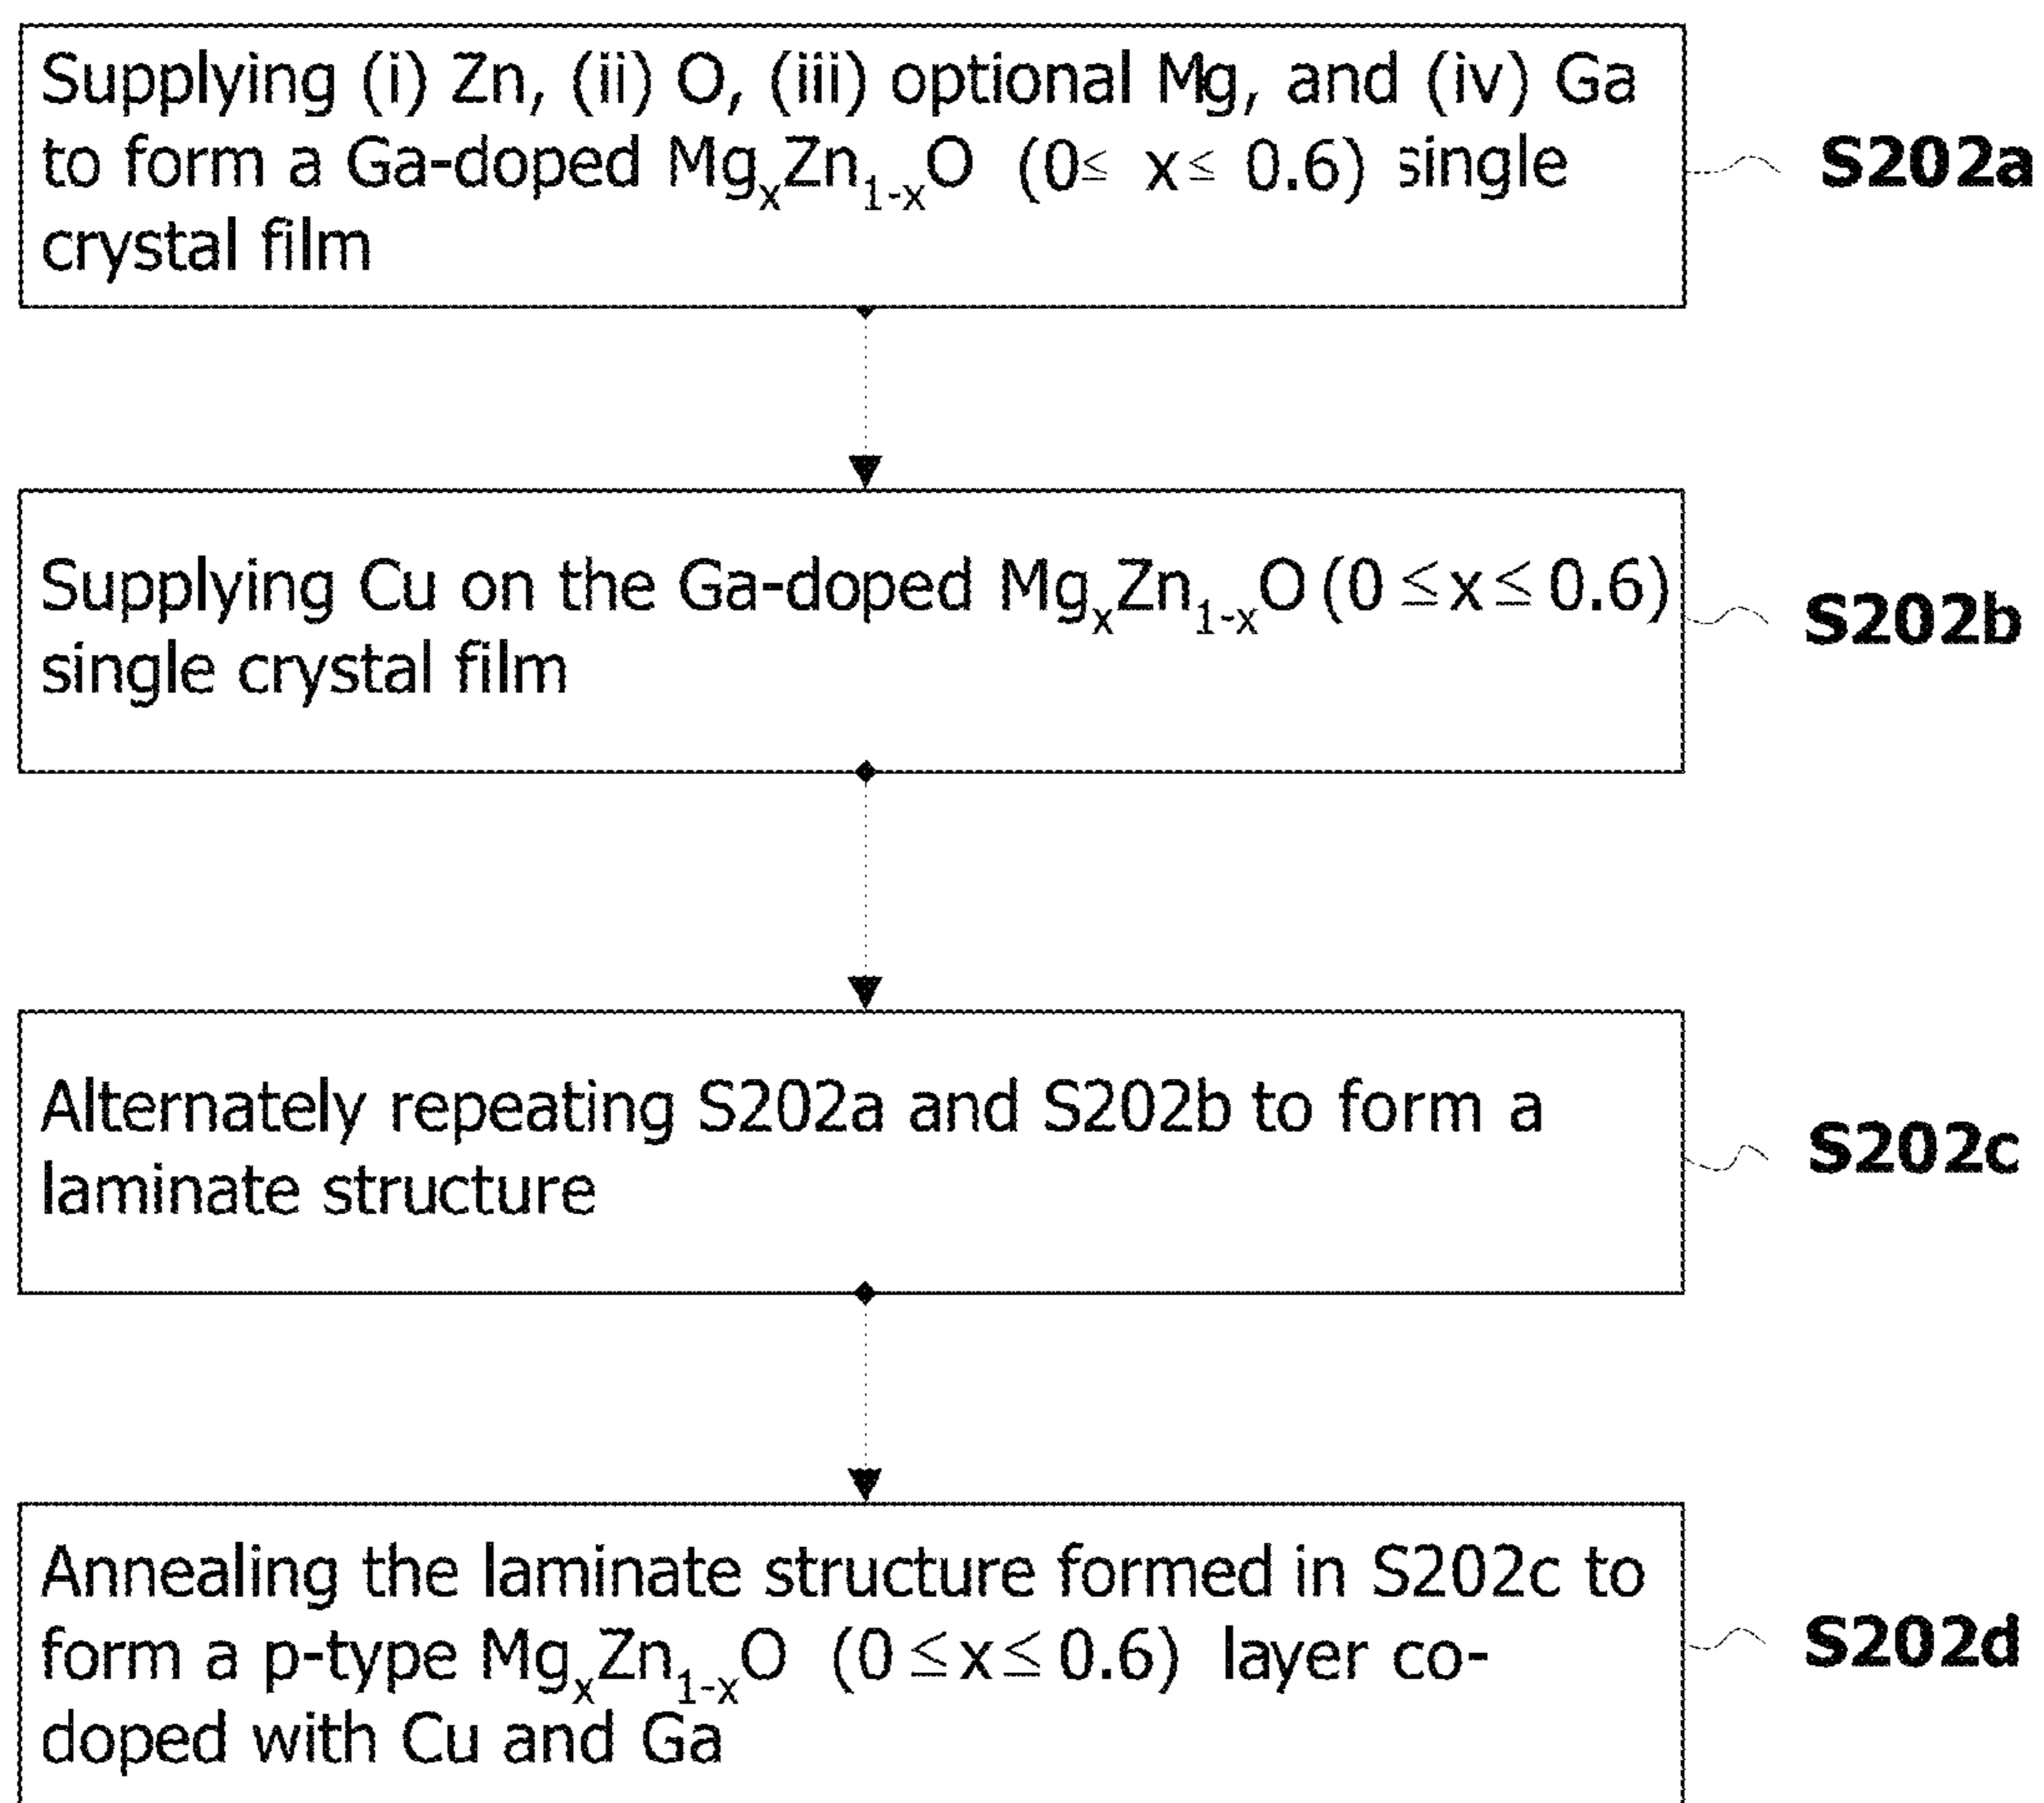 Supplying (i) Zn, (ii) O, (iii) optional Mg, and (iv) Ga
to form a Ga-doped MgₓZn₁₋ₓO (0≤ x≤ 0.6) single
crystal film
S202a
Supplying Cu on the Ga-doped MgₓZn₁₋ₓO (0≤x≤0.6)
single crystal film
S202b
Alternately repeating S202a and S202b to form a
laminate structure
S202c
Annealing the laminate structure formed in S202c to
form a p-type MgₓZn₁₋ₓO (0≤x≤0.6) layer co-
doped with Cu and Ga
S202d